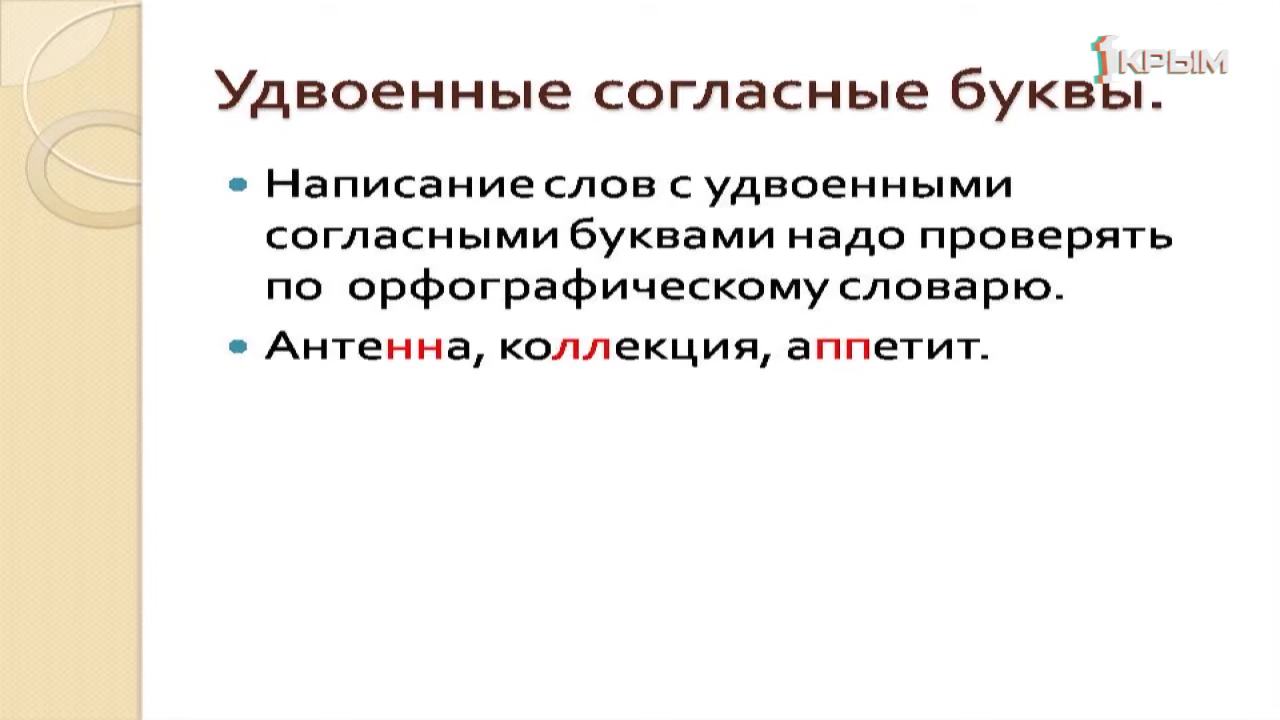 1 КРЫМ
Удвоенные согласные буквы.
Написание слов с удвоенными
согласными буквами надо проверять
по орфографическому словарю.
Антенна, коллекция, аппетит.